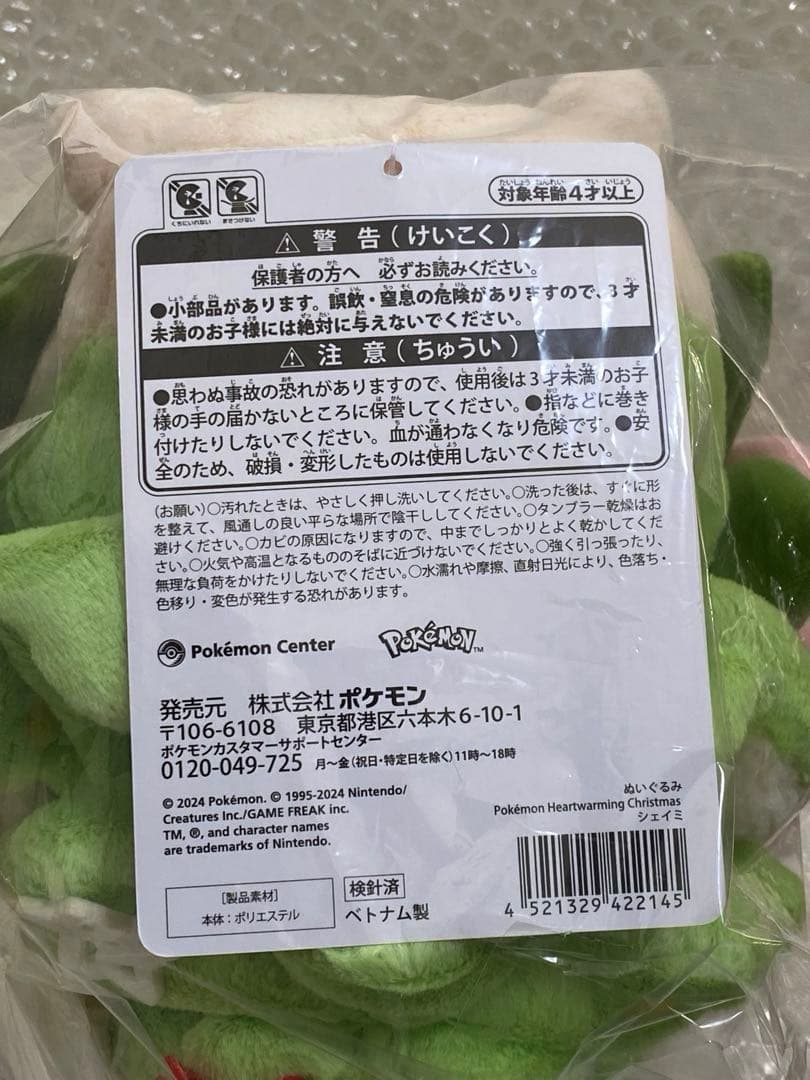 くちにいれない
まきつけない
対象年齢4才以上
警告(けいこく)
保護者の方へ 必ずお読みください。
●小部品があります。誤飲・窒息の危険がありますので、3才
未満のお子様には絶対に与えないでください。
注意(ちゅうい)
●思わぬ事故の恐れがありますので、使用後は3才未満のお子
様の手の届かないところに保管してください。●指などに巻き
付けたりしないでください。血が通わなくなり危険です。●安
全のため、破損・変形したものは使用しないでください。
(お願い)○汚れたときは、やさしく押し洗いしてください。○洗った後は、すぐに形
を整えて、風通しの良い平らな場所で陰干ししてください。○タンブラー乾燥はお
避けください。○カビの原因になりますので、中までしっかりとよく乾かしてくだ
さい。○火気や高温となるもののそばに近づけないでください。○強く引っ張ったり、
無理な負荷をかけたりしないでください。○水濡れや摩擦、直射日光により、色落ち・
色移り・変色が発生する恐れがあります。
Pokémon Center
POKéMON™
発売元 株式会社ポケモン
〒106-6108 東京都港区六本木6-10-1
ポケモンカスタマーサポートセンター
0120-049-725 月〜金(祝日・特定日を除く)11時〜18時
© 2024 Pokémon. © 1995-2024 Nintendo/
Creatures Inc./GAME FREAK inc.
TM, ®, and character names
are trademarks of Nintendo.
ぬいぐるみ
Pokémon Heartwarming Christmas
シェイミ
[製品素材]
本体:ポリエステル
検針済
ベトナム製
4 521329 422145